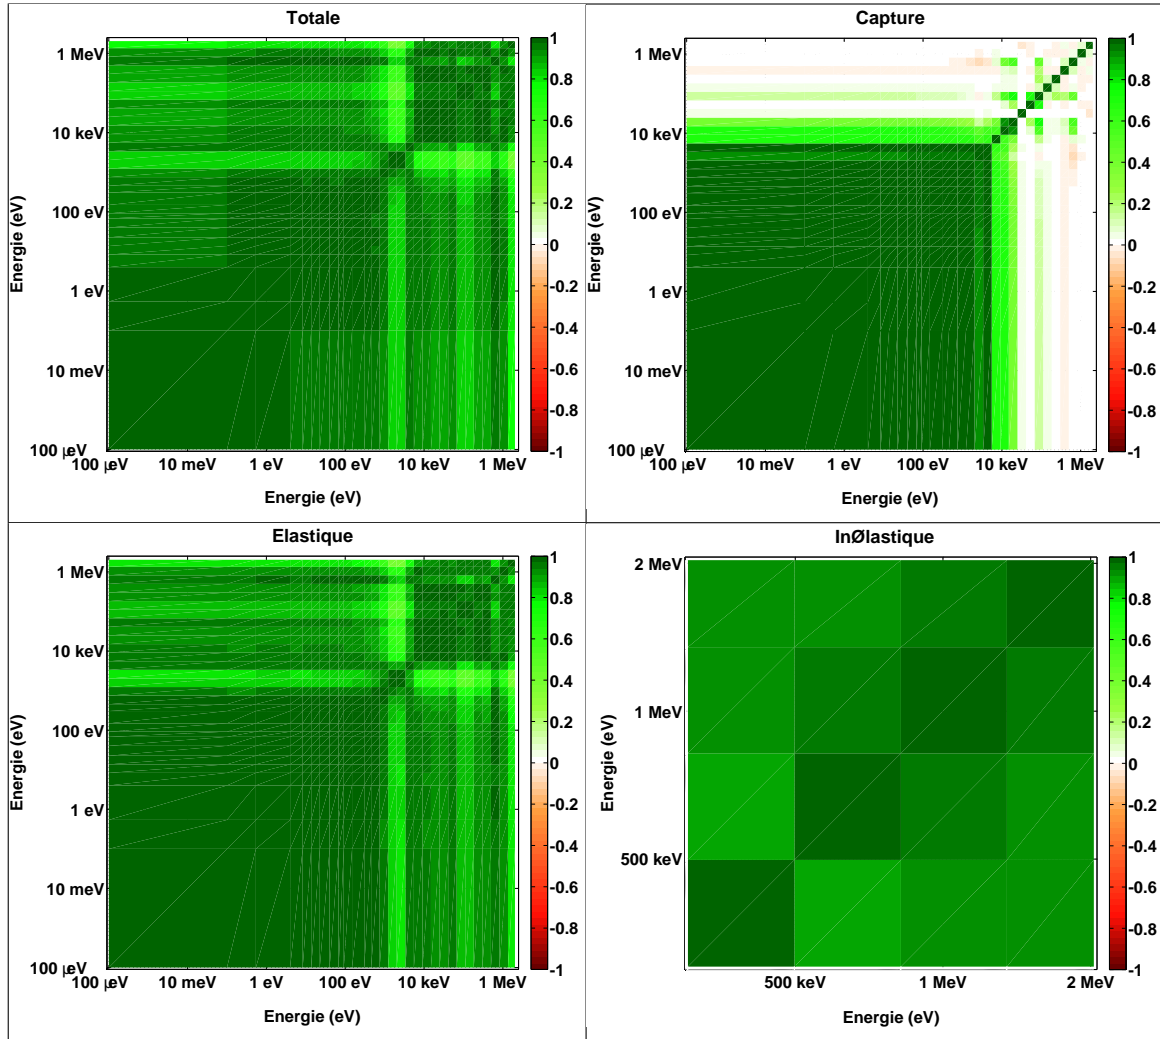 Totale
1 MeV
10 keV
100 eV
1 eV
10 meV
100 µeV
Energie (eV)
100 µeV 10 meV 1 eV 100 eV 10 keV 1 MeV
Energie (eV)
1
0.8
0.6
0.4
0.2
0
-0.2
-0.4
-0.6
-0.8
-1
Capture
1 MeV
10 keV
100 eV
1 eV
10 meV
100 µeV
Energie (eV)
100 µeV 10 meV 1 eV 100 eV 10 keV 1 MeV
Energie (eV)
1
0.8
0.6
0.4
0.2
0
-0.2
-0.4
-0.6
-0.8
-1
Elastique
1 MeV
10 keV
100 eV
1 eV
10 meV
100 µeV
Energie (eV)
100 µeV 10 meV 1 eV 100 eV 10 keV 1 MeV
Energie (eV)
1
0.8
0.6
0.4
0.2
0
-0.2
-0.4
-0.6
-0.8
-1
InØlastique
2 MeV
1 MeV
500 keV
Energie (eV)
500 keV 1 MeV 2 MeV
Energie (eV)
1
0.8
0.6
0.4
0.2
0
-0.2
-0.4
-0.6
-0.8
-1